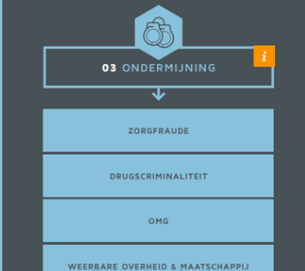 i
03 ONDERMIJNING
ZORGFRAUDE
DRUGSCRIMINALITEIT
OMG
WEERBARE OVERHEID & MAATSCHAPPIJ